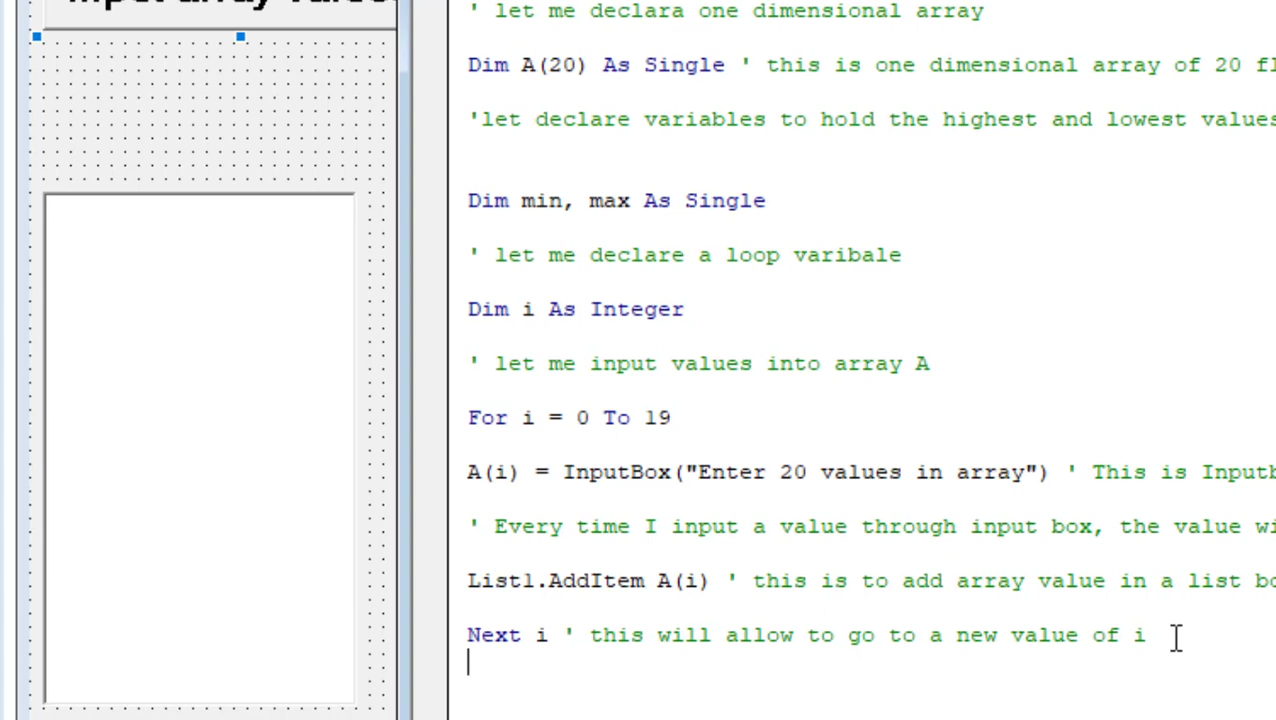 ' let me declara one dimensional array
Dim A(20) As Single ' this is one dimensional array of 20
'let declare variables to hold the highest and lowest values
Dim min, max As Single
' let me declare a loop varibale
Dim i As Integer
' let me input values into array A
For i = 0 To 19
A(i) = InputBox("Enter 20 values in array") ' This is
' Every time I input a value through input box, the value
List1.AddItem A(i) ' this is to add array value in a list
Next i ' this will allow to go to a new value of i